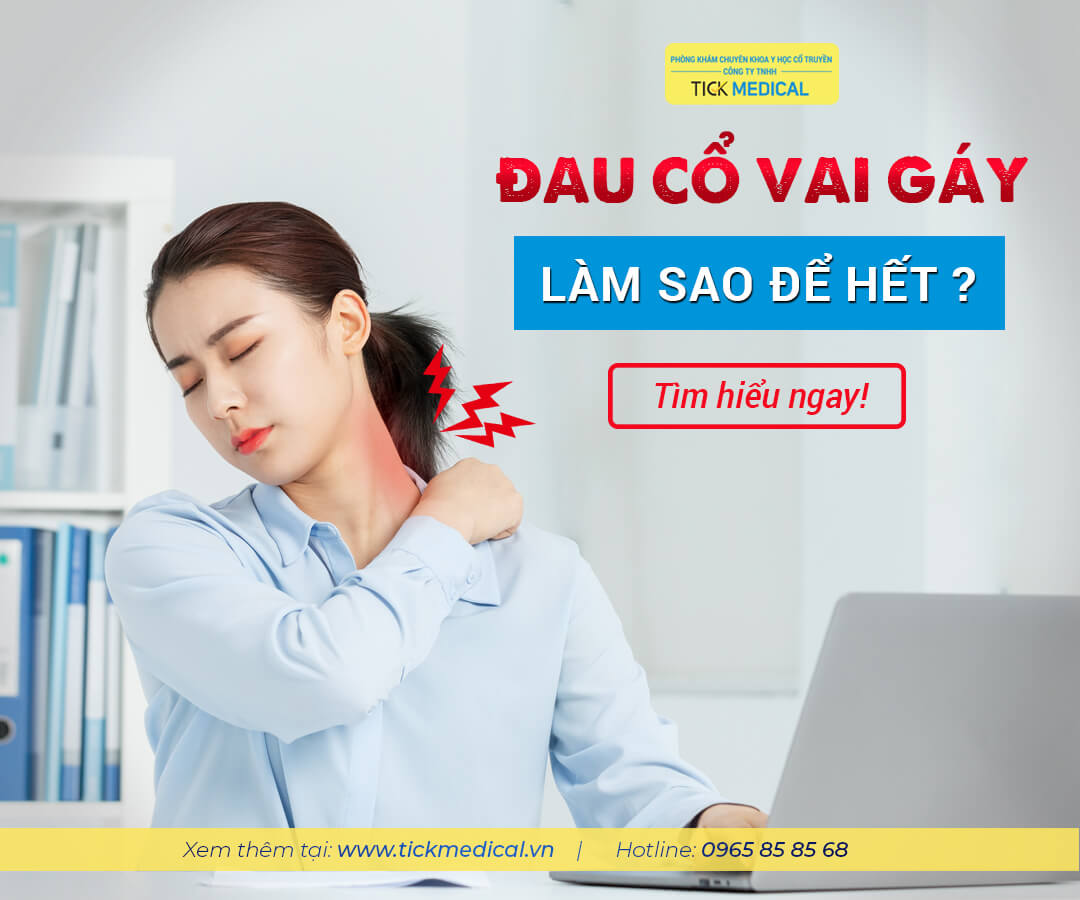 PHÒNG KHÁM CHUYÊN KHOA Y HỌC CỔ TRUYỀN
CÔNG TY TNHH
TICK MEDICAL
ĐAU CỔ VAI GÁY
LÀM SAO ĐỂ HẾT ?
Tìm hiểu ngay!
Xem thêm tại: www.tickmedical.vn | Hotline: 0965 85 85 68